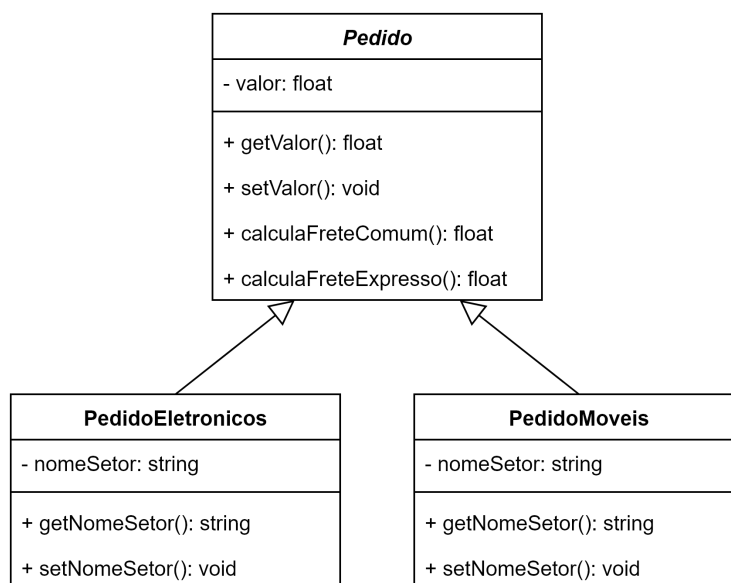 Pedido
- valor: float
+ getValor(): float
+ setValor(): void
+ calculaFreteComum(): float
+ calculaFreteExpresso(): float
PedidoEletronicos
- nomeSetor: string
+ getNomeSetor(): string
+ setNomeSetor(): void
PedidoMoveis
- nomeSetor: string
+ getNomeSetor(): string
+ setNomeSetor(): void